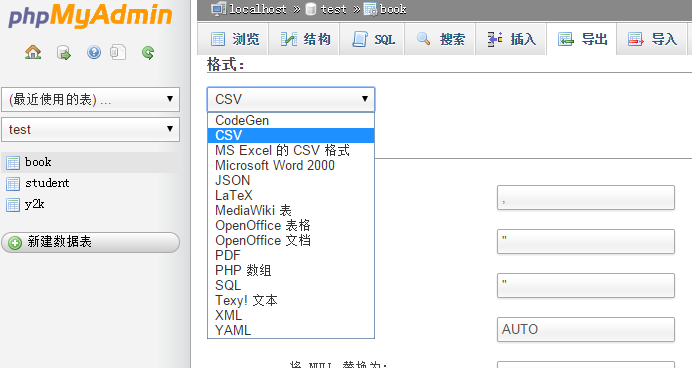 phpMyAdmin
localhost » test » book
浏览 结构 SQL 搜索 插入 导出 导入
格式:
(最近使用的表) ...
test
book
student
y2k
新建数据表
CSV
CodeGen
CSV
MS Excel 的 CSV 格式
Microsoft Word 2000
JSON
LaTeX
MediaWiki 表
OpenOffice 表格
OpenOffice 文档
PDF
PHP 数组
SQL
Texy! 文本
XML
YAML
,
"
"
AUTO
将 NULL 替换为: